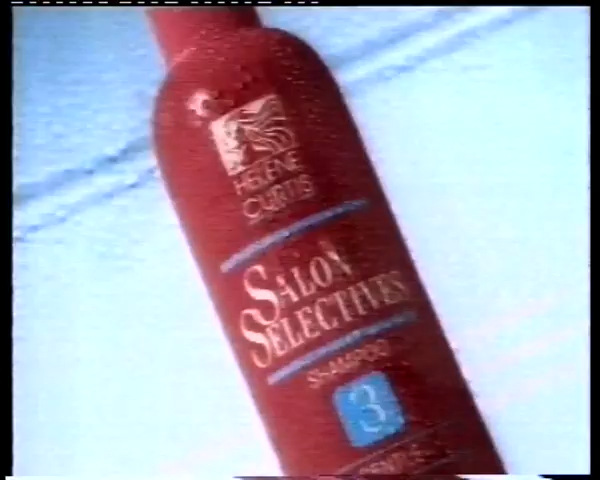 HELENE
CURTIS
SALON
SELECTIVES
SHAMPOO
3